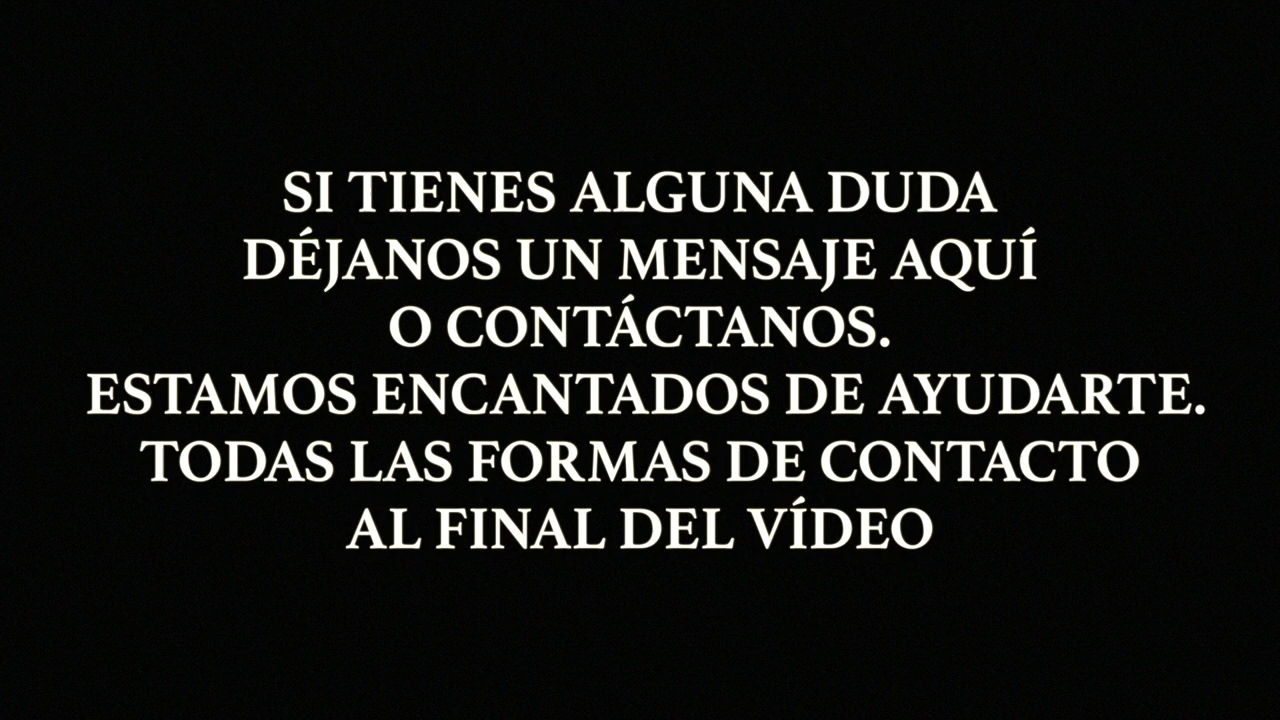 SI TIENES ALGUNA DUDA
DÉJANOS UN MENSAJE AQUÍ
O CONTÁCTANOS.
ESTAMOS ENCANTADOS DE AYUDARTE.
TODAS LAS FORMAS DE CONTACTO
AL FINAL DEL VÍDEO